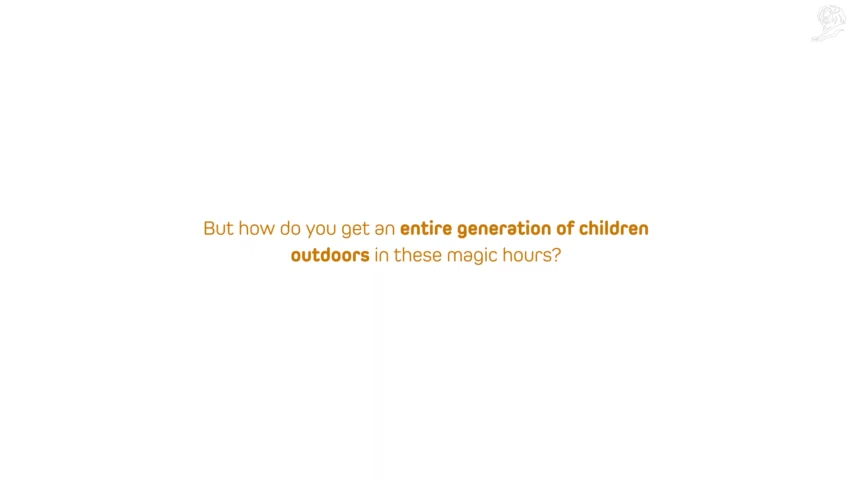 But how do you get an entire generation of children
outdoors in these magic hours?